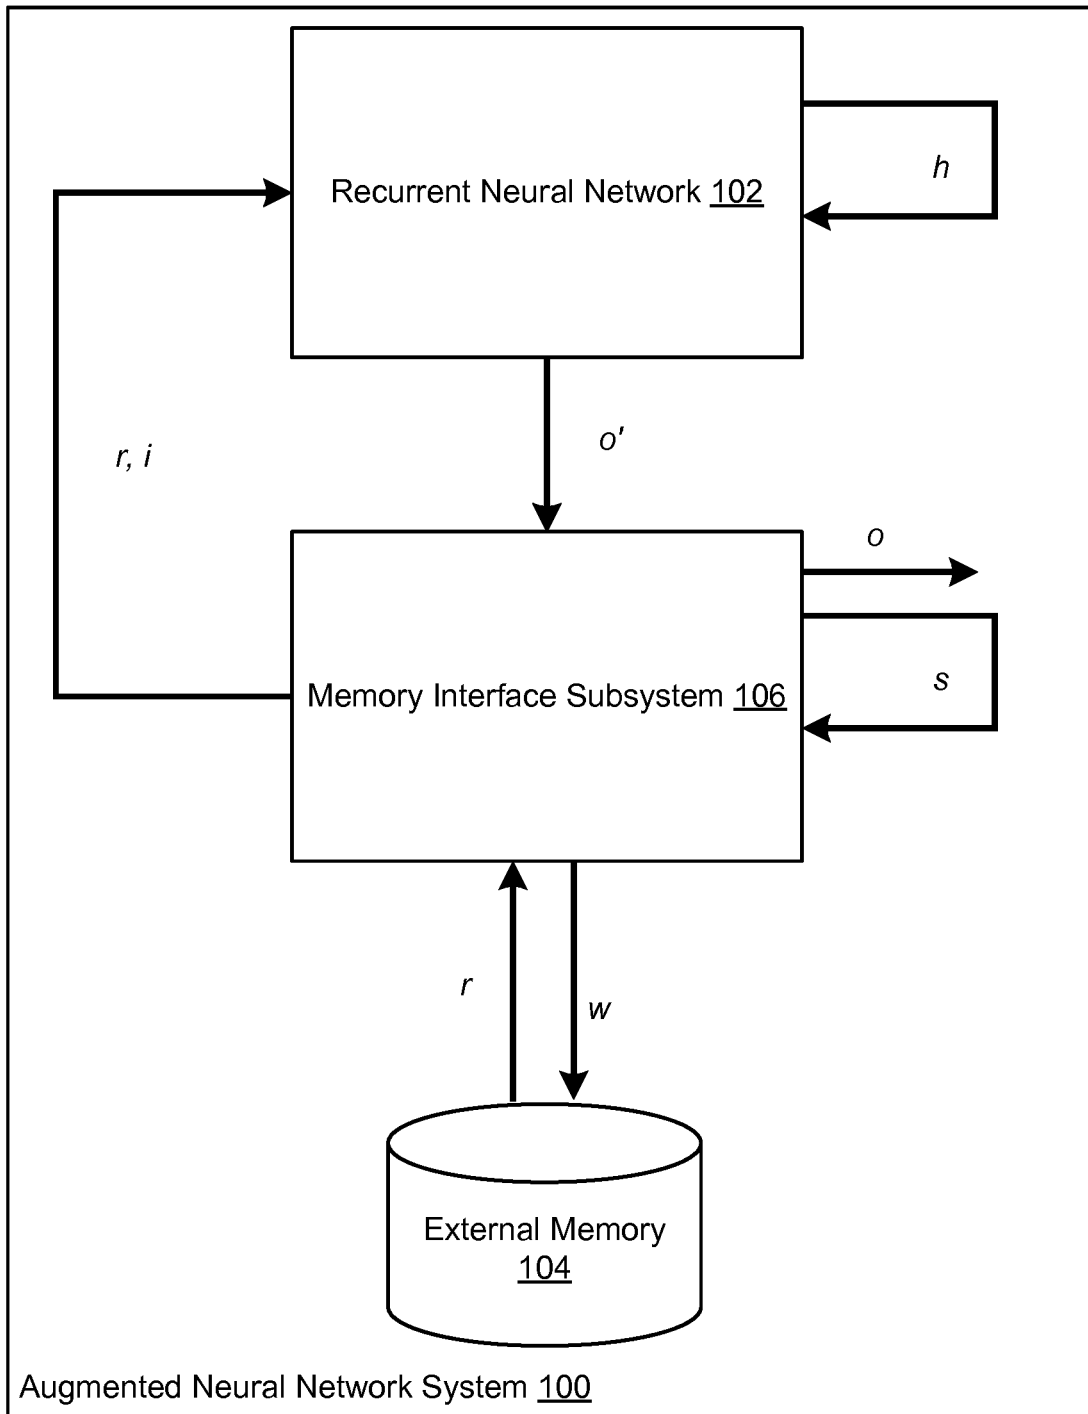 Recurrent Neural Network 102
h
r, i
o'
o
Memory Interface Subsystem 106
s
r
w
External Memory
104
Augmented Neural Network System 100